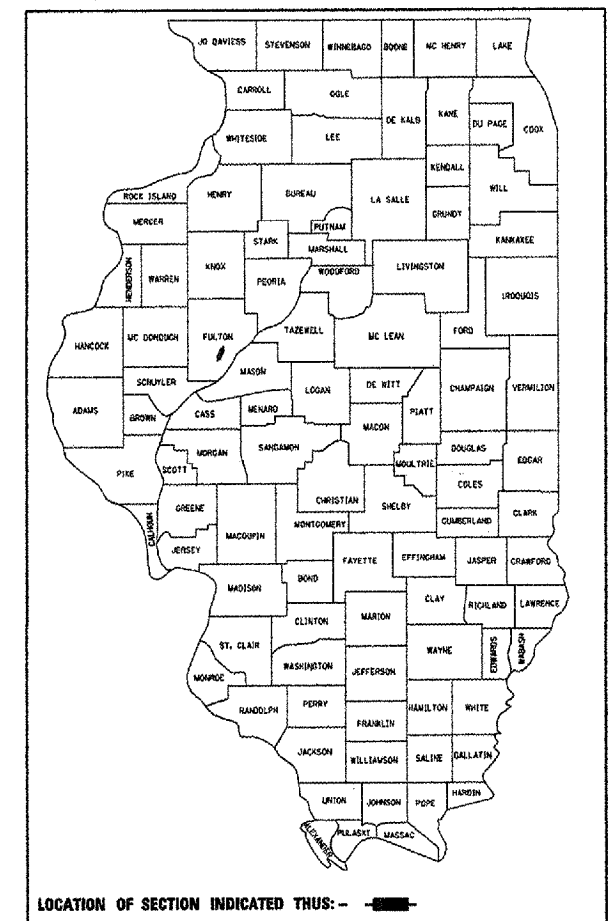 JO DAVIESS STEVENSON WINNEBAGO BOONE MC HENRY LAKE
CARROLL OGLE DE KALB KANE DU PAGE COOK
WHITESIDE LEE KENDALL
ROCK ISLAND HENRY BUREAU LA SALLE GRUNDY WILL
MERCER PUTNAM
STARK MARSHALL KANKAKEE
HENDERSON WARREN KNOX PEORIA WOODFORD LIVINGSTON IROQUOIS
HANCOCK MC DONOUGH FULTON TAZEWELL MC LEAN FORD
MASON
ADAMS SCHUYLER LOGAN DE WITT CHAMPAIGN VERMILION
BROWN CASS MENARD MACON PIATT
PIKE SCOTT MORGAN SANGAMON MOULTRIE DOUGLAS EDGAR
COLES
CALHOUN GREENE CHRISTIAN SHELBY CLARK
MONTGOMERY CUMBERLAND
JERSEY MACOUPIN
FAYETTE EFFINGHAM JASPER CRAWFORD
MADISON BOND CLAY RICHLAND LAWRENCE
CLINTON MARION
ST. CLAIR WAYNE EDWARDS WABASH
WASHINGTON JEFFERSON
MONROE
RANDOLPH PERRY HAMILTON WHITE
FRANKLIN
JACKSON WILLIAMSON SALINE GALLATIN
UNION JOHNSON POPE HARDIN
ALEXANDER PULASKI MASSAC
LOCATION OF SECTION INDICATED THUS: -